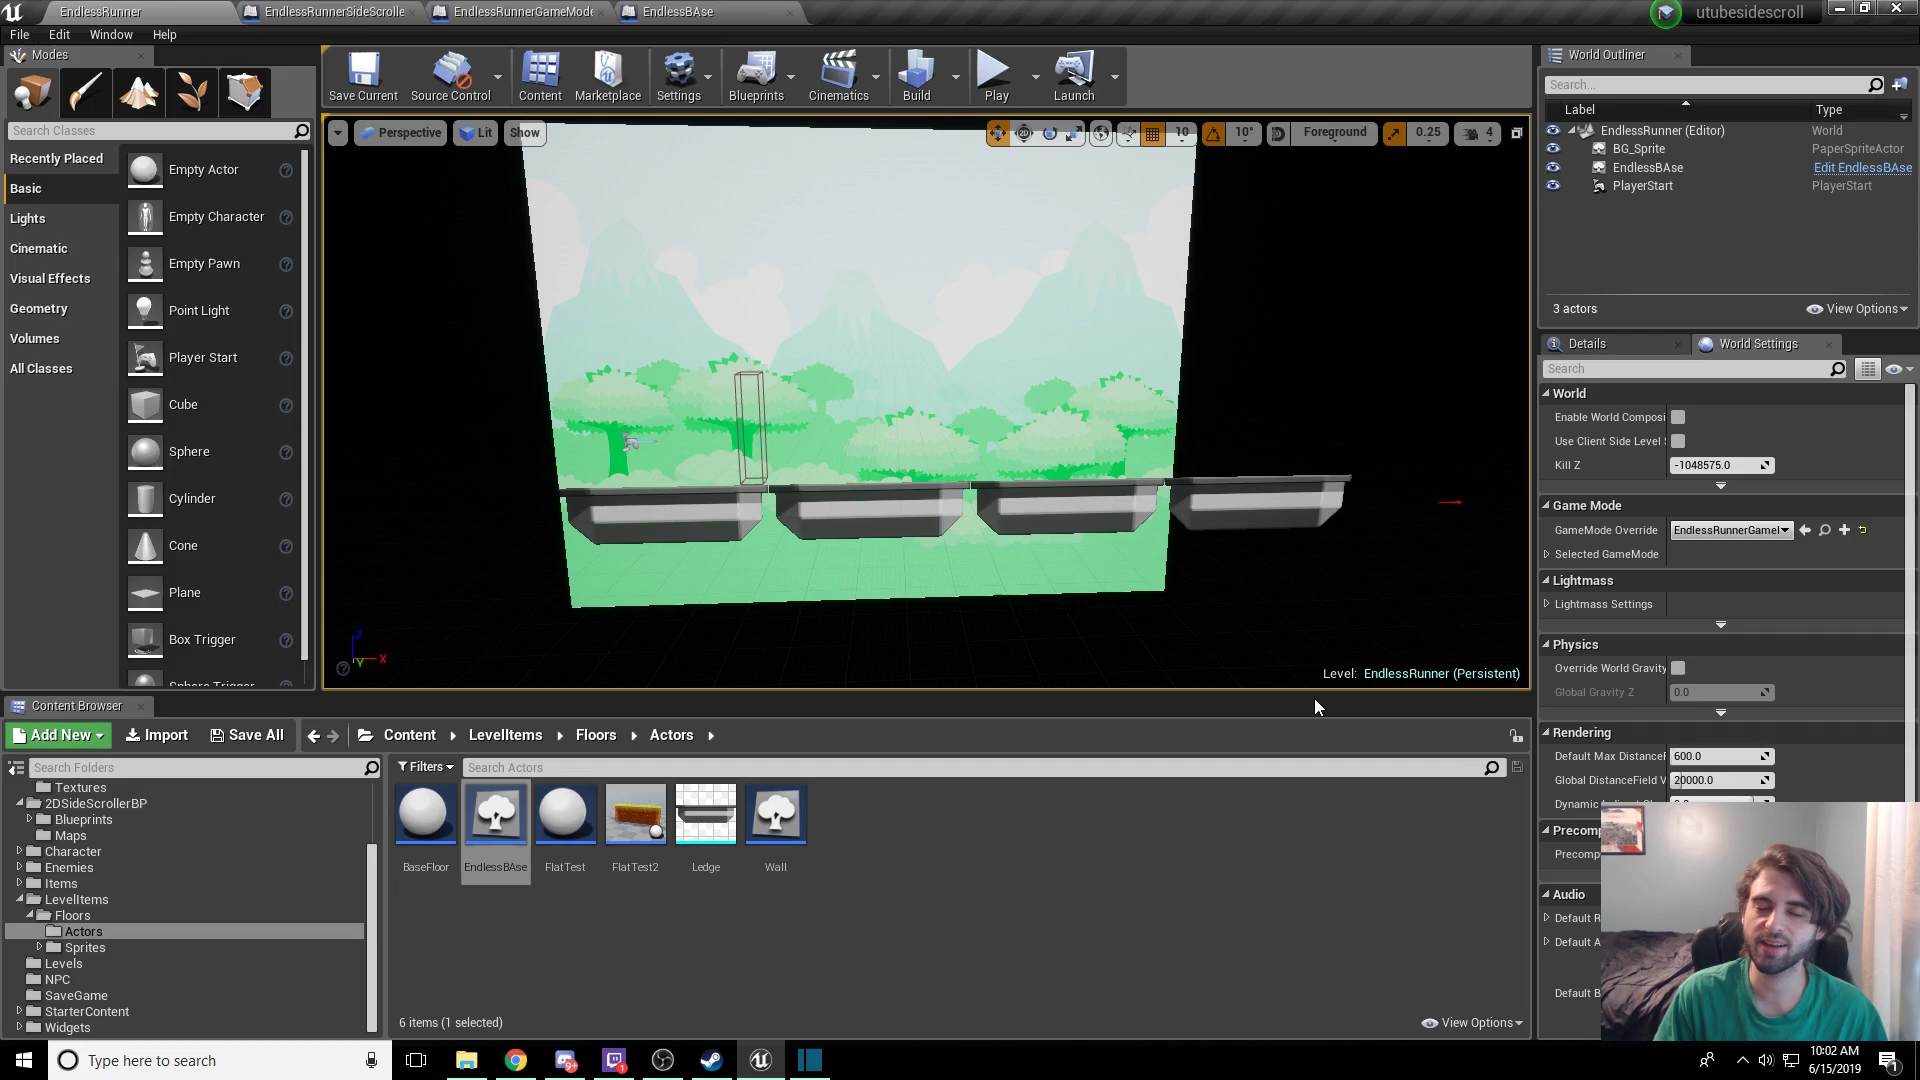 EndlessRunner
EndlessRunnerSideScrolle
EndlessRunnerGameMode
EndlessBAse
utubesidescroll
File Edit Window Help
Modes
Save Current
Source Control
Content
Marketplace
Settings
Blueprints
Cinematics
Build
Play
Launch
Search Classes
Recently Placed
Basic
Lights
Cinematic
Visual Effects
Geometry
Volumes
All Classes
Empty Actor
Empty Character
Empty Pawn
Point Light
Player Start
Cube
Sphere
Cylinder
Cone
Plane
Box Trigger
Sphere Trigger
Perspective
Lit
Show
10
10°
Foreground
0.25
4
Z
X
Y
Level: EndlessRunner (Persistent)
World Outliner
Search...
Label
Type
EndlessRunner (Editor) World
BG_Sprite PaperSpriteActor
EndlessBAse Edit EndlessBAse
PlayerStart PlayerStart
3 actors
View Options
Details
World Settings
Search
World
Enable World Composi
Use Client Side Level
Kill Z -1048575.0
Game Mode
GameMode Override EndlessRunnerGameI
Selected GameMode
Lightmass
Lightmass Settings
Physics
Override World Gravity
Global Gravity Z 0.0
Rendering
Default Max DistanceF 600.0
Global DistanceField V 20000.0
Precomp
Precomp
Audio
Default R
Default A
Default B
Content Browser
Add New
Import
Save All
Content
LevelItems
Floors
Actors
Search Folders
Filters
Search Actors
Textures
2DSideScrollerBP
Blueprints
Maps
Character
Enemies
Items
LevelItems
Floors
Actors
Sprites
Levels
NPC
SaveGame
StarterContent
Widgets
BaseFloor
EndlessBAse
FlatTest
FlatTest2
Ledge
Wall
6 items (1 selected)
View Options
Type here to search
9+
1
10:02 AM
6/15/2019
1